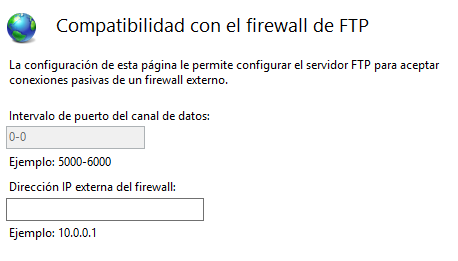 Compatibilidad con el firewall de FTP
La configuración de esta página le permite configurar el servidor FTP para aceptar
conexiones pasivas de un firewall externo.
Intervalo de puerto del canal de datos:
0-0
Ejemplo: 5000-6000
Dirección IP externa del firewall:
Ejemplo: 10.0.0.1